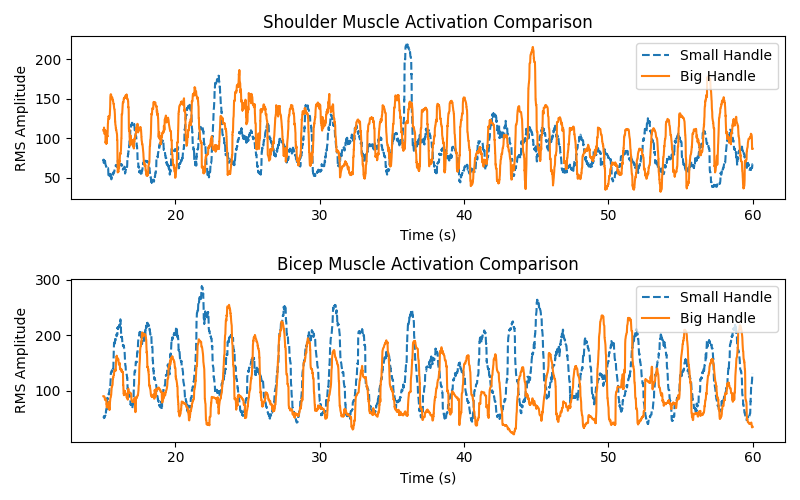 Shoulder Muscle Activation Comparison
RMS Amplitude
200
150
100
50
Small Handle
Big Handle
20
30
40
50
60
Time (s)
Bicep Muscle Activation Comparison
RMS Amplitude
300
200
100
Small Handle
Big Handle
20
30
40
50
60
Time (s)